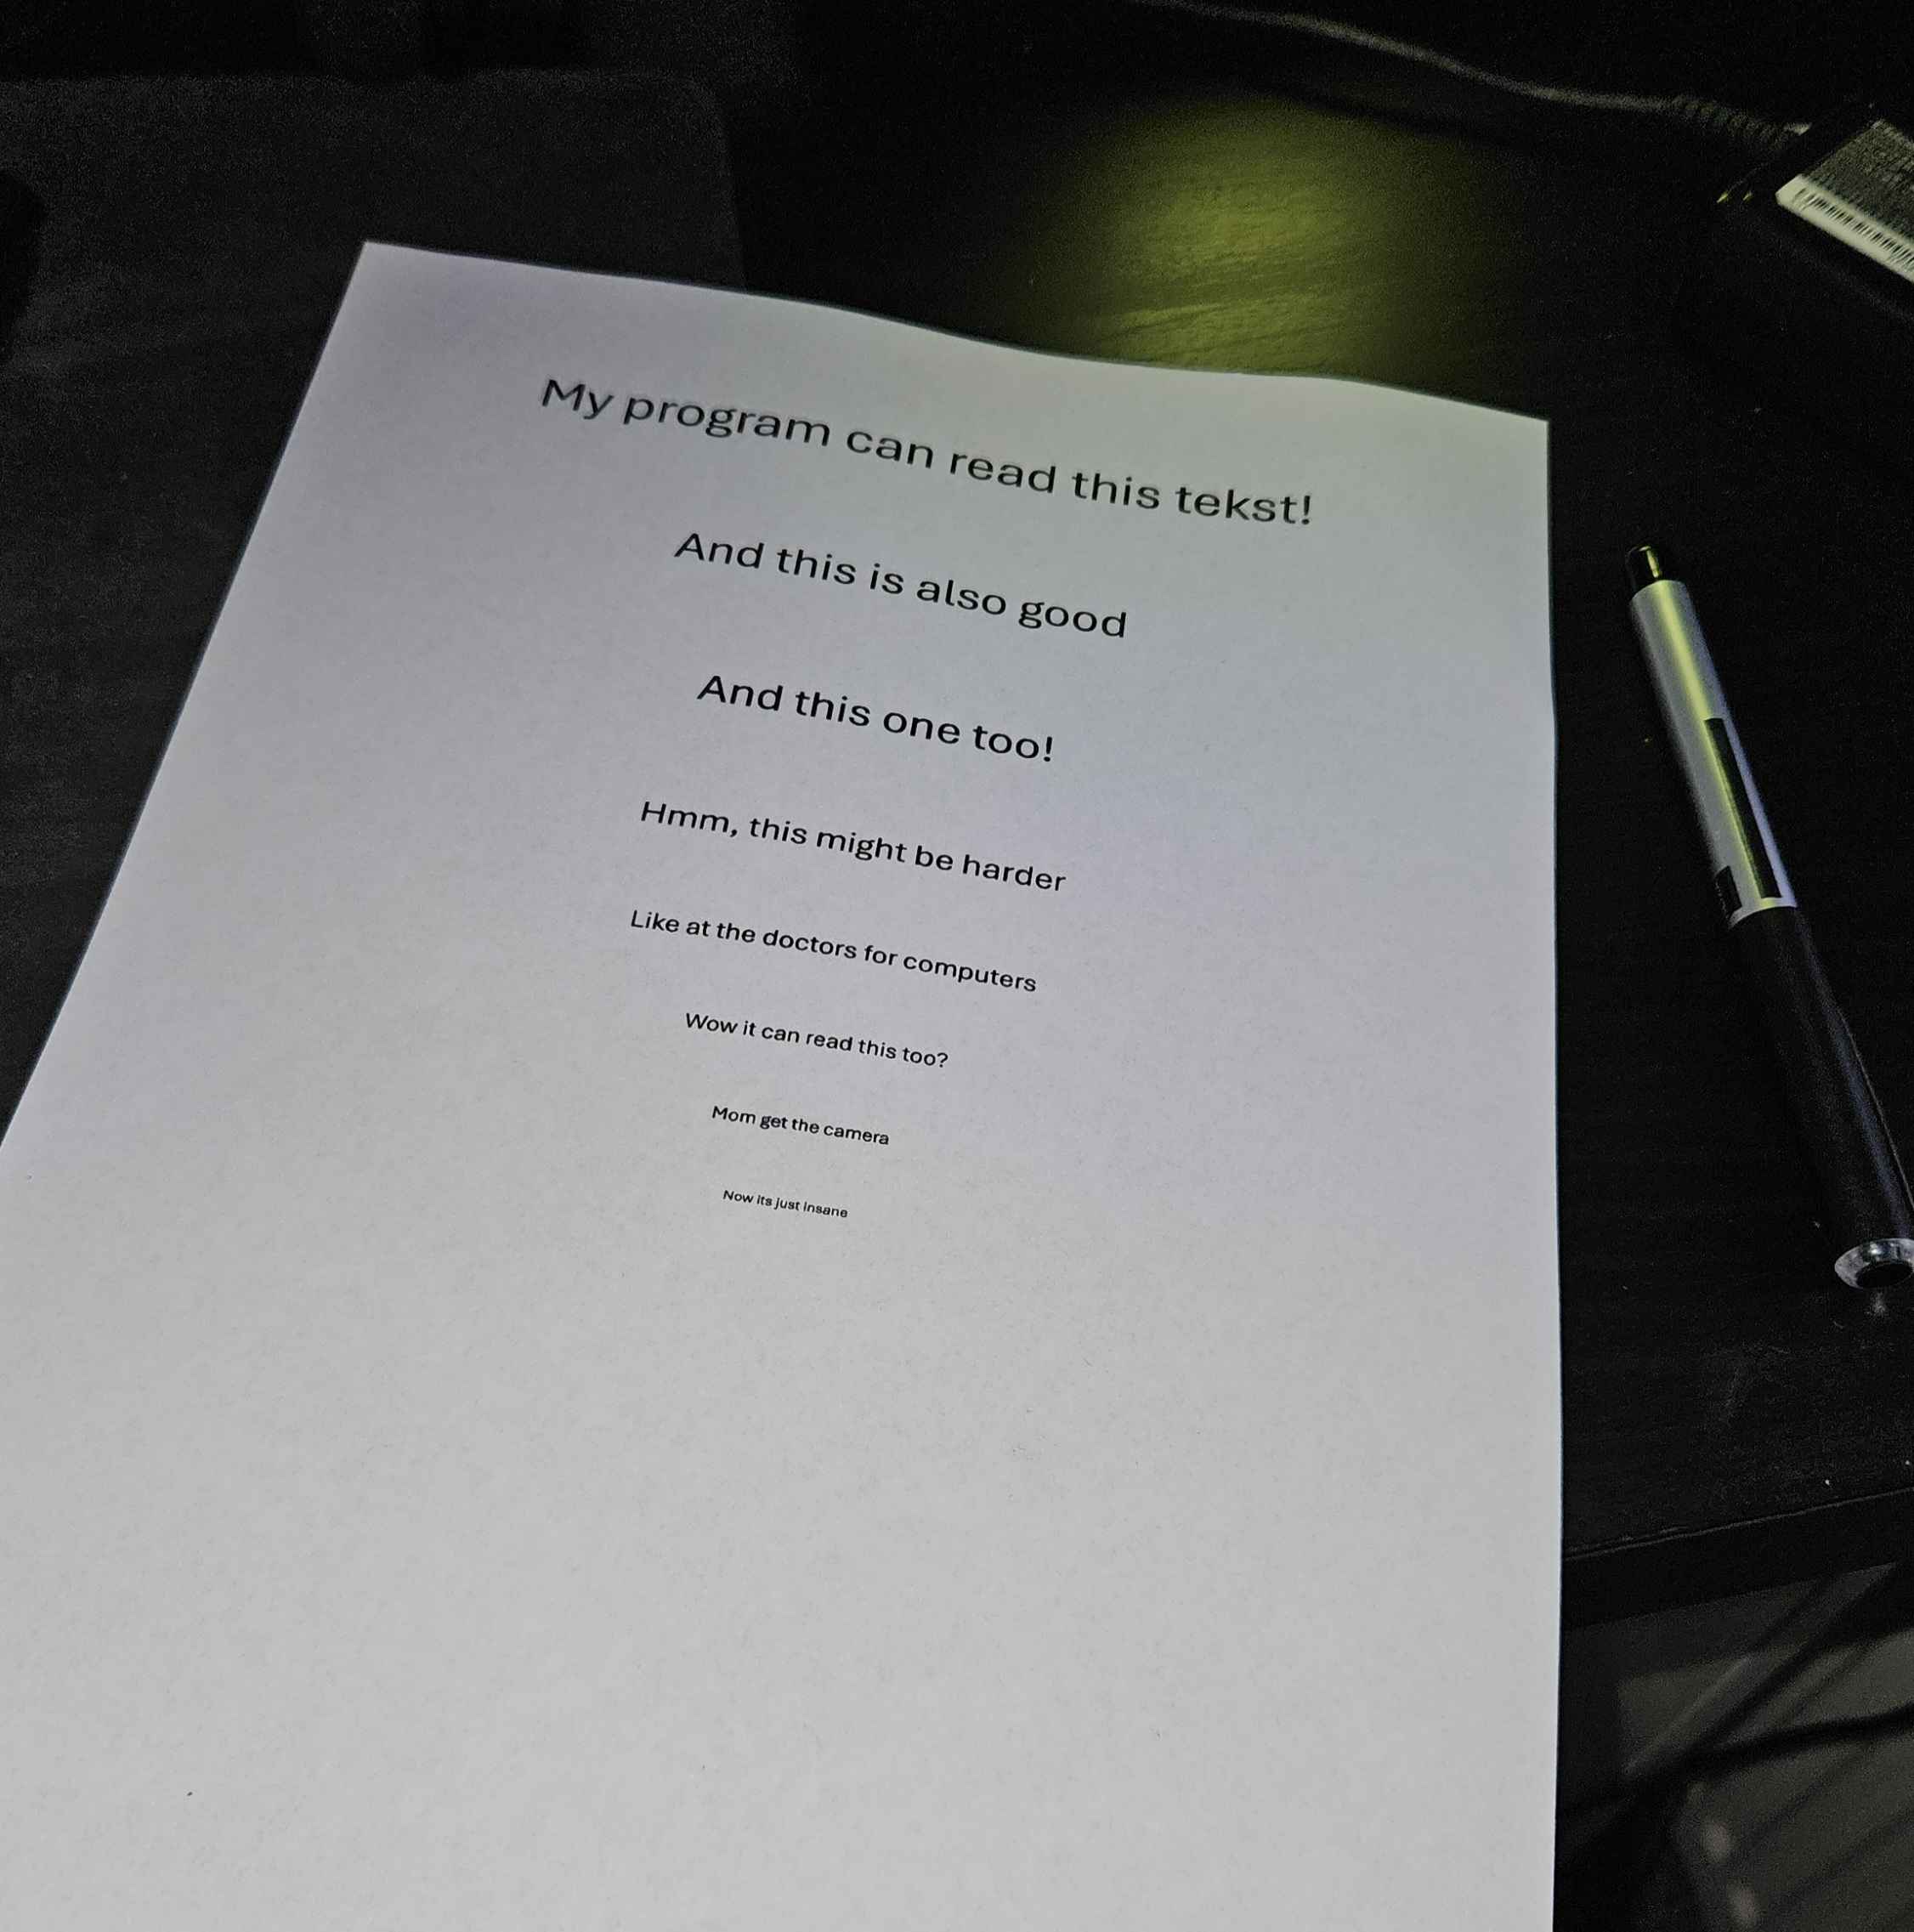 My program can read this tekst!
And this is also good
And this one too!
Hmm, this might be harder
Like at the doctors for computers
Wow it can read this too?
Mom get the camera
Now its just insane